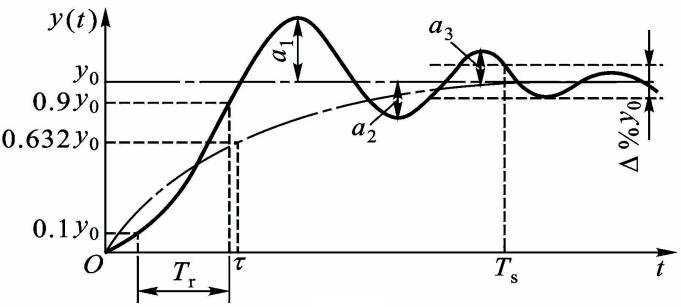 y(t)
a₁
a₃
y₀
0.9y₀
a₂
0.632y₀
Δ%y₀
0.1y₀
O
Tᵣ
τ
Tₛ
t